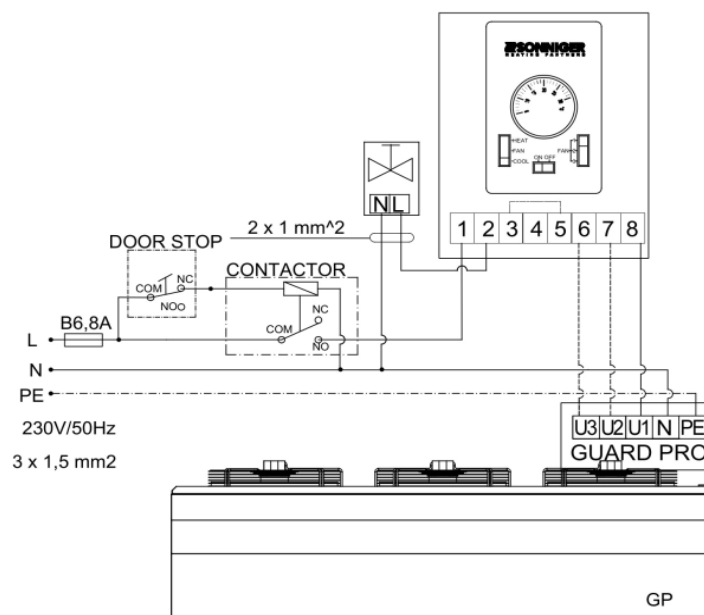 SONNIGER
HEATING PARTNERS
HEAT
FAN
COOL
ON OFF
FAN
N L
1 2 3 4 5 6 7 8
2 x 1 mm^2
DOOR STOP
COM NC
NOO
CONTACTOR
NC
COM
NO
B6,8A
L
N
PE
230V/50Hz
3 x 1,5 mm2
U3 U2 U1 N PE
GUARD PRO
GP